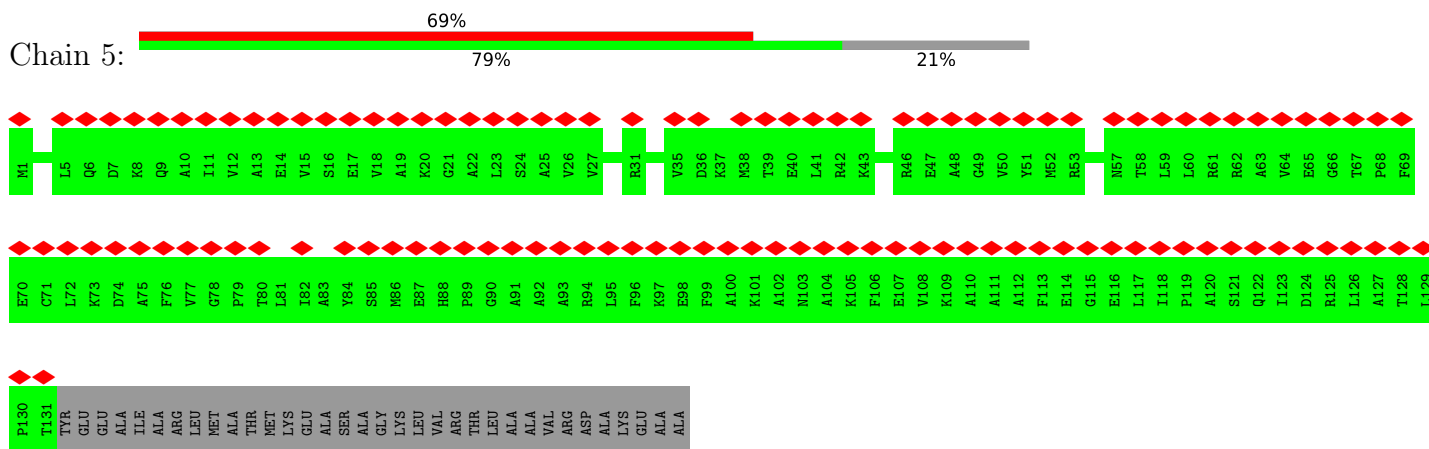 69%
Chain 5:
79% 21%
M1 L5 Q6 D7 K8 Q9 A10 I11 V12 A13 E14 V15 S16 E17 V18 A19 K20 G21 A22 L23 S24 A25 V26 V27 R31 V35 D36 K37 M38 T39 E40 L41 R42 K43 R46 E47 A48 G49 V50 Y51 M52 R53 N57 T58 L59 L60 R61 R62 A63 V64 E65 G66 T67 P68 F69
E70 C71 L72 K73 D74 A75 F76 V77 G78 P79 T80 L81 I82 A83 Y84 S85 M86 E87 H88 P89 G90 A91 A92 A93 R94 L95 F96 K97 E98 F99 A100 K101 A102 N103 A104 K105 F106 E107 V108 K109 A110 A111 A112 F113 E114 G115 E116 L117 I118 P119 A120 S121 Q122 I123 D124 R125 L126 A127 T128 L129
P130 T131 TYR GLU GLU ALA ILE ALA ARG LEU MET ALA THR MET LYS GLU ALA SER ALA GLY LYS LEU VAL ARG THR LEU ALA ALA VAL ARG ASP ALA LYS GLU ALA ALA